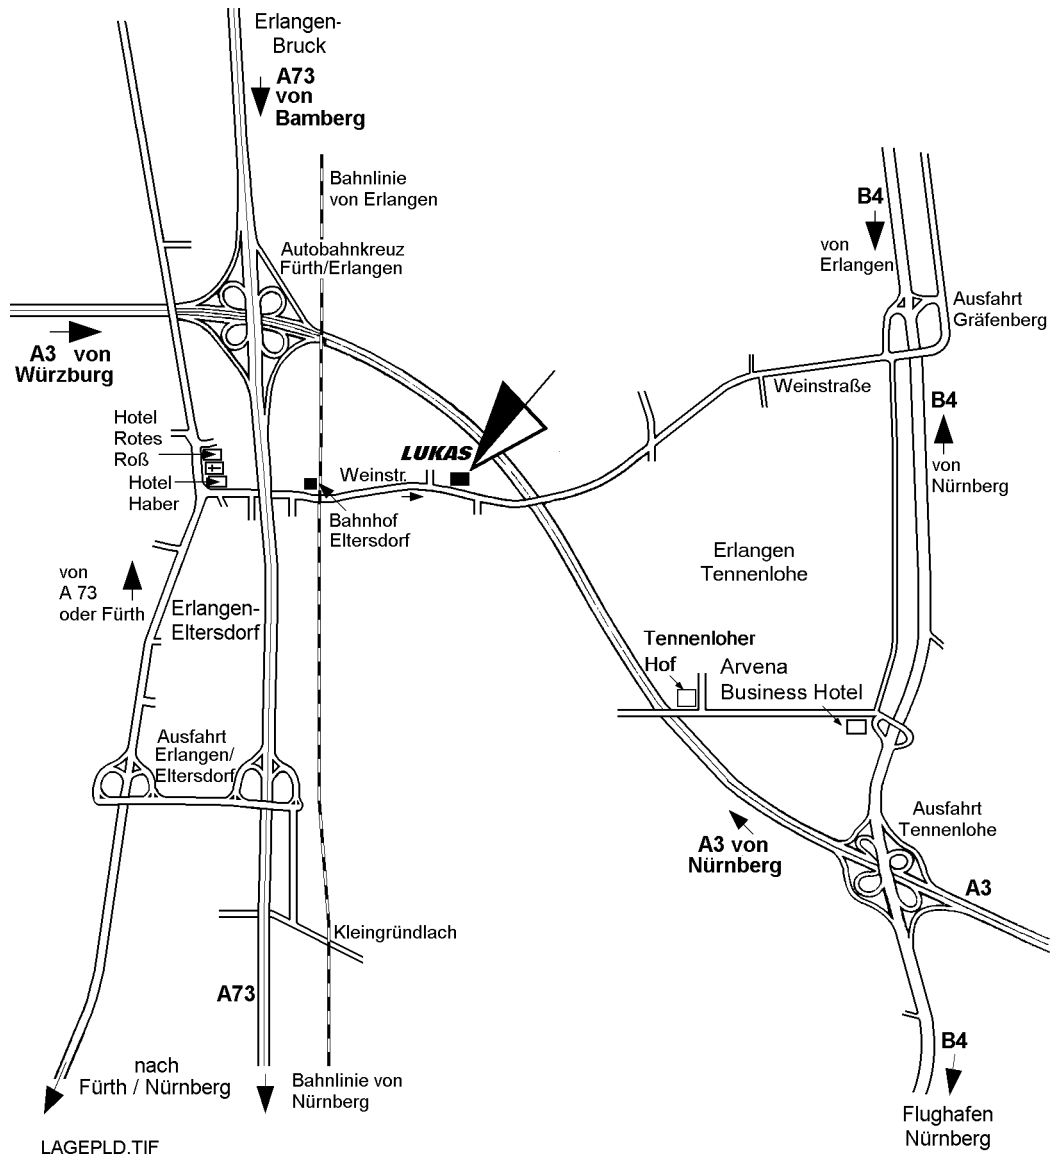 Erlangen-
Bruck
A73
von
Bamberg
Bahnlinie
von Erlangen
B4
von
Erlangen
Autobahnkreuz
Fürth/Erlangen
Ausfahrt
Gräfenberg
A3 von
Würzburg
Weinstraße
B4
von
Nürnberg
Hotel
Rotes
Roß
Hotel
Haber
LUKAS
Weinstr.
Bahnhof
Eltersdorf
Erlangen
Tennenlohe
von
A 73
oder Fürth
Erlangen-
Eltersdorf
Tennenloher
Hof
Arvena
Business Hotel
Ausfahrt
Erlangen/
Eltersdorf
Ausfahrt
Tennenlohe
A3 von
Nürnberg
A3
Kleingründlach
A73
B4
nach
Fürth / Nürnberg
Bahnlinie von
Nürnberg
Flughafen
Nürnberg
LAGEPLD.TIF